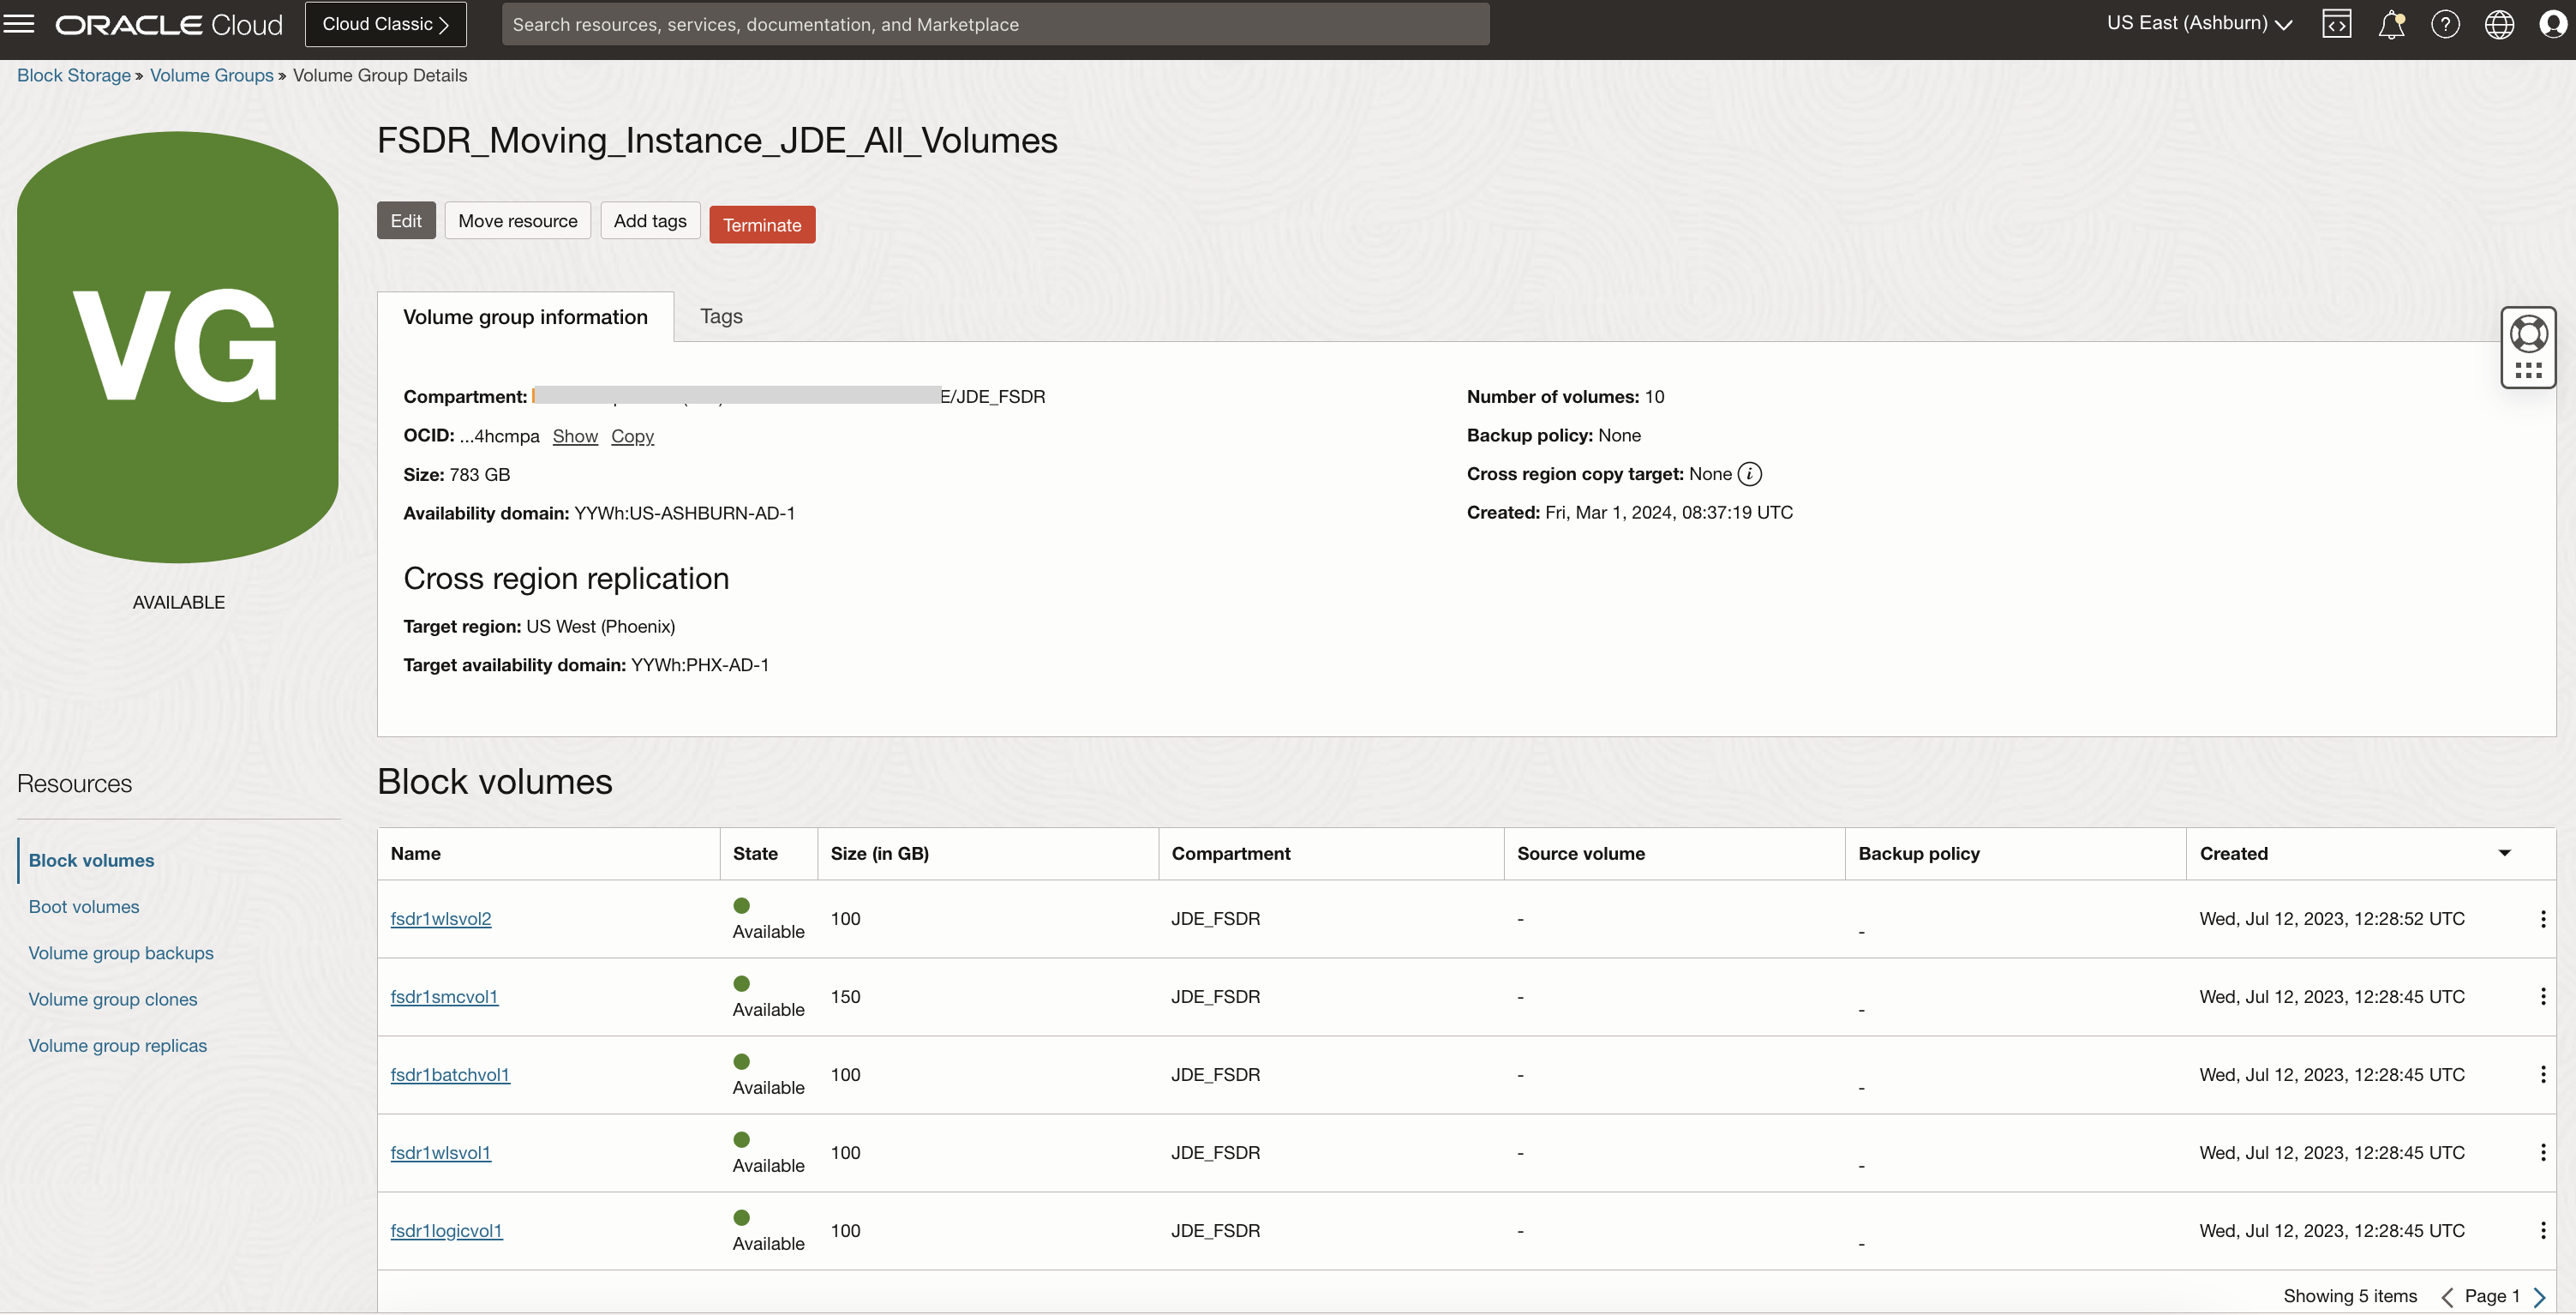 ORACLE Cloud
Cloud Classic
Search resources, services, documentation, and Marketplace
US East (Ashburn)
Block Storage » Volume Groups » Volume Group Details
VG
AVAILABLE
FSDR_Moving_Instance_JDE_All_Volumes
Edit Move resource Add tags Terminate
Volume group information Tags
Compartment: E/JDE_FSDR
OCID: ...4hcmpa Show Copy
Size: 783 GB
Availability domain: YYWh:US-ASHBURN-AD-1
Number of volumes: 10
Backup policy: None
Cross region copy target: None i
Created: Fri, Mar 1, 2024, 08:37:19 UTC
Cross region replication
Target region: US West (Phoenix)
Target availability domain: YYWh:PHX-AD-1
Resources
Block volumes
Boot volumes
Volume group backups
Volume group clones
Volume group replicas
Block volumes
Name State Size (in GB) Compartment Source volume Backup policy Created
fsdr1wlsvol2 Available 100 JDE_FSDR - - Wed, Jul 12, 2023, 12:28:52 UTC
fsdr1smcvol1 Available 150 JDE_FSDR - - Wed, Jul 12, 2023, 12:28:45 UTC
fsdr1batchvol1 Available 100 JDE_FSDR - - Wed, Jul 12, 2023, 12:28:45 UTC
fsdr1wlsvol1 Available 100 JDE_FSDR - - Wed, Jul 12, 2023, 12:28:45 UTC
fsdr1logicvol1 Available 100 JDE_FSDR - - Wed, Jul 12, 2023, 12:28:45 UTC
Showing 5 items Page 1